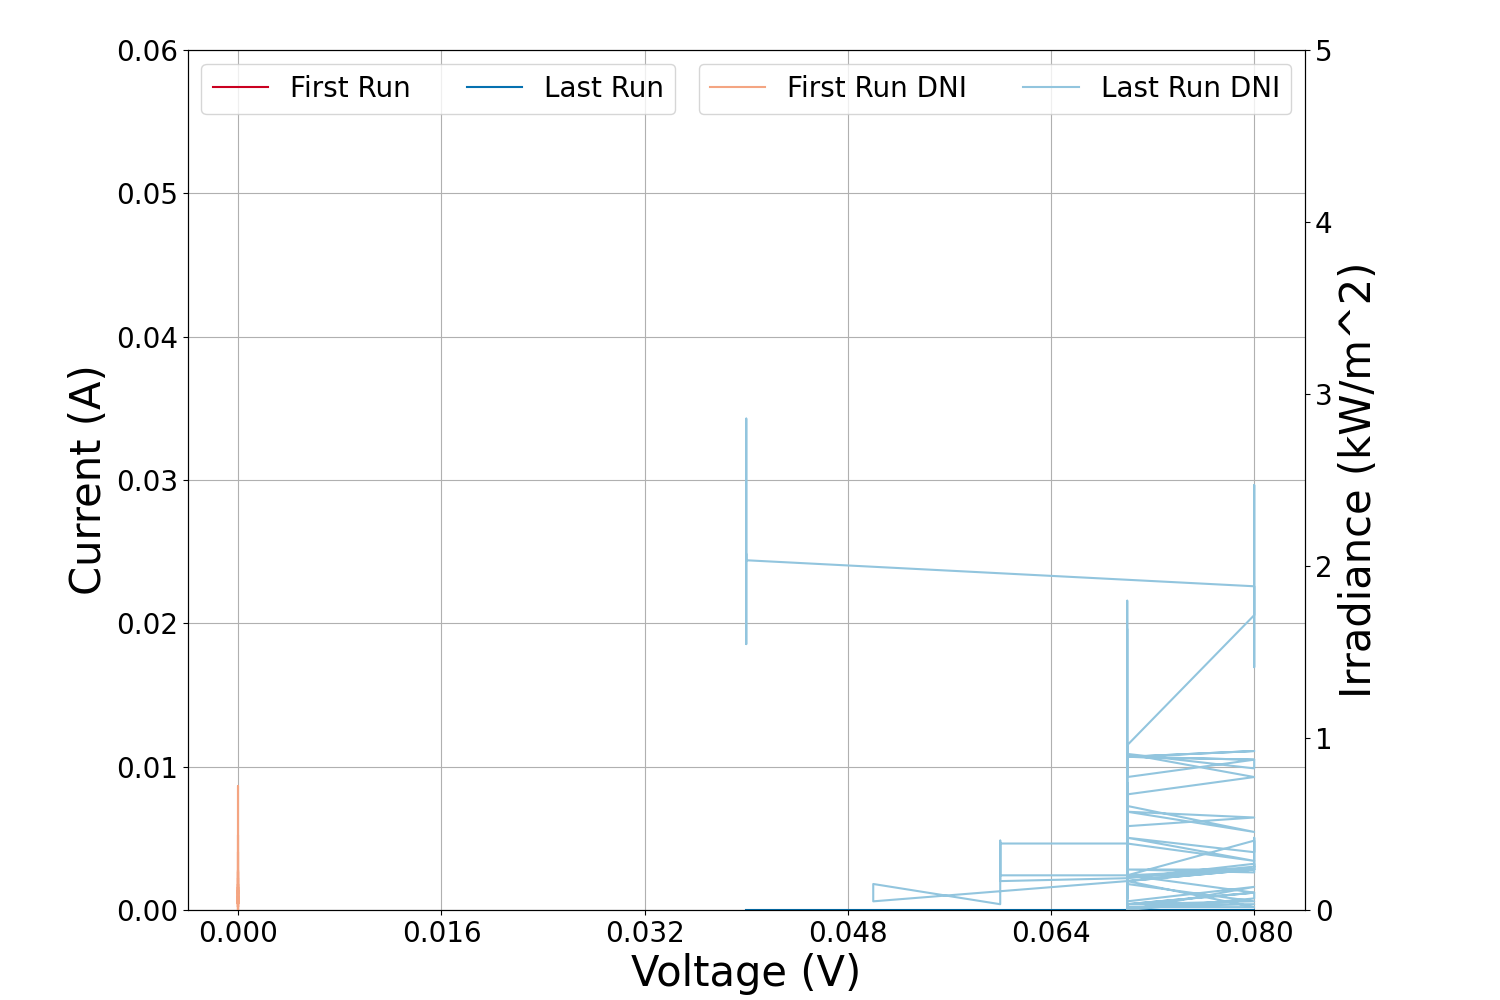 First Run
Last Run
First Run DNI
Last Run DNI
Current (A)
0.06
0.05
0.04
0.03
0.02
0.01
0.00
5
4
3
2
1
0
Irradiance (kW/m^2)
0.000 0.016 0.032 0.048 0.064 0.080
Voltage (V)